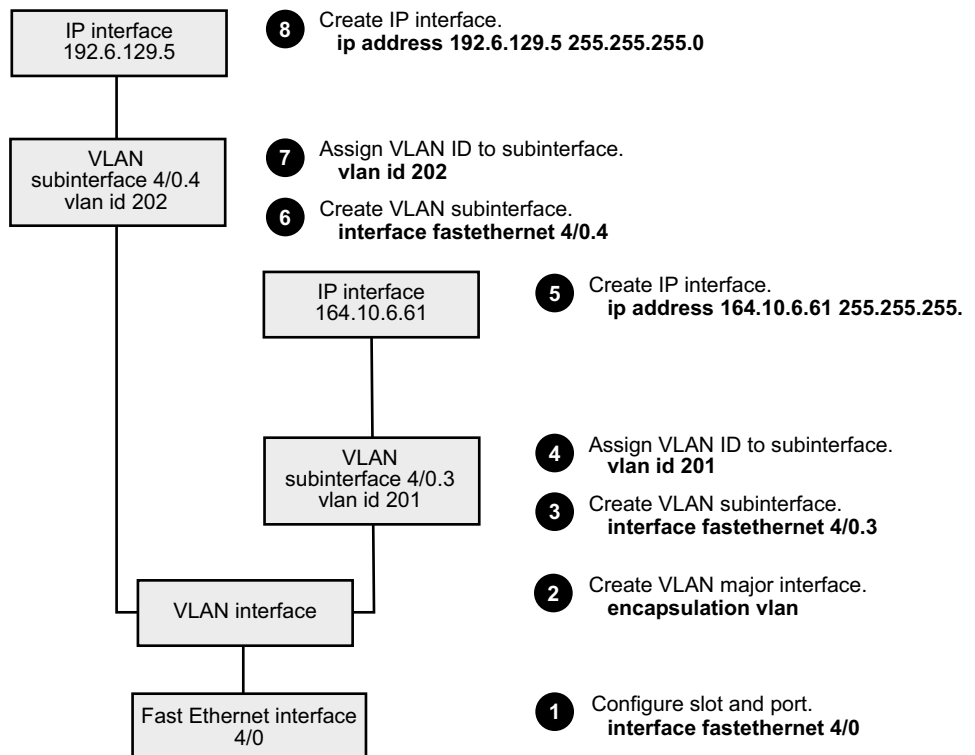 IP interface
192.6.129.5
8 Create IP interface.
ip address 192.6.129.5 255.255.255.0
VLAN
subinterface 4/0.4
vlan id 202
7 Assign VLAN ID to subinterface.
vlan id 202
6 Create VLAN subinterface.
interface fastethernet 4/0.4
IP interface
164.10.6.61
5 Create IP interface.
ip address 164.10.6.61 255.255.255.
VLAN
subinterface 4/0.3
vlan id 201
4 Assign VLAN ID to subinterface.
vlan id 201
3 Create VLAN subinterface.
interface fastethernet 4/0.3
VLAN interface
2 Create VLAN major interface.
encapsulation vlan
Fast Ethernet interface
4/0
1 Configure slot and port.
interface fastethernet 4/0